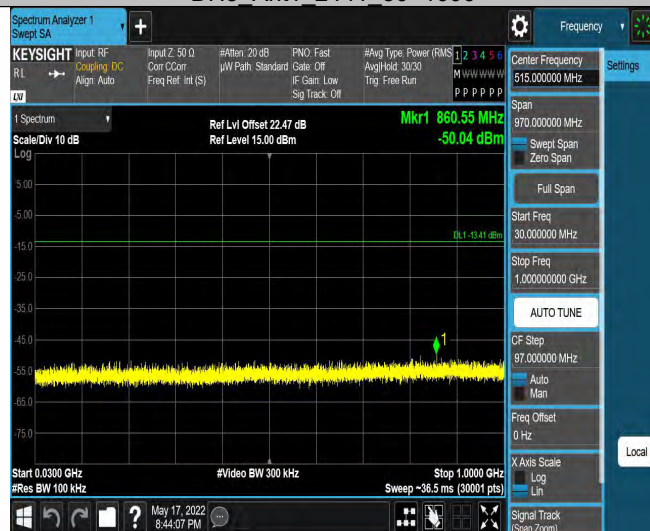 Spectrum Analyzer 1
Swept SA
Frequency
KEYSIGHT
RL
Input: RF
Coupling: DC
Align: Auto
Input Z: 50 Ω
Corr CCorr
Freq Ref: Int (S)
#Atten: 20 dB
µW Path: Standard
PNO: Fast
Gate: Off
IF Gain: Low
Sig Track: Off
#Avg Type: Power (RMS
Avg|Hold: 30/30
Trig: Free Run
1 2 3 4 5 6
M W W W W W
P P P P P P
LXI
1 Spectrum
Scale/Div 10 dB
Log
Ref Lvl Offset 22.47 dB
Ref Level 15.00 dBm
Mkr1 860.55 MHz
-50.04 dBm
5.00
-5.00
-15.0
-25.0
-35.0
-45.0
-55.0
-65.0
-75.0
DL1 -13.41 dBm
1
Start 0.0300 GHz
#Res BW 100 kHz
#Video BW 300 kHz
Stop 1.0000 GHz
Sweep ~36.5 ms (30001 pts)
May 17, 2022
8:44:07 PM
Center Frequency
515.000000 MHz
Settings
Span
970.000000 MHz
Swept Span
Zero Span
Full Span
Start Freq
30.000000 MHz
Stop Freq
1.000000000 GHz
AUTO TUNE
CF Step
97.000000 MHz
Auto
Man
Freq Offset
0 Hz
X Axis Scale
Log
Lin
Local
Signal Track
(Span Zoom)